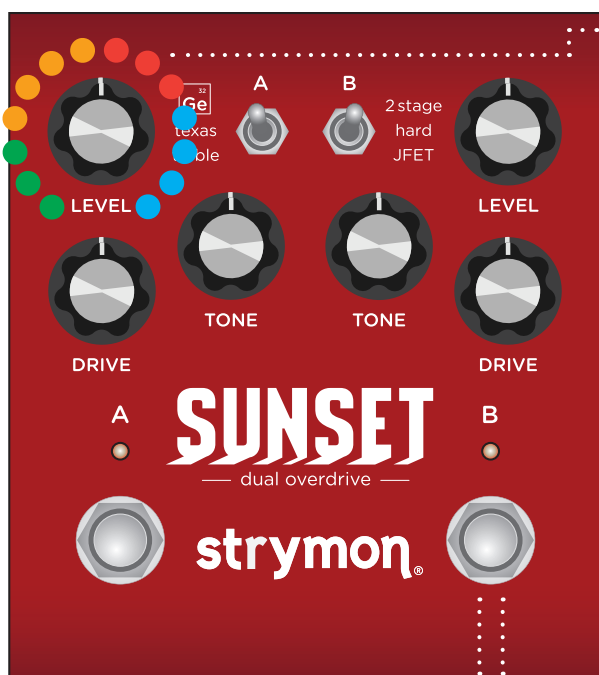 A B
32
Ge
texas
2 stage
hard
JFET
LEVEL LEVEL
TONE TONE
DRIVE DRIVE
A B
SUNSET
dual overdrive
strymon®